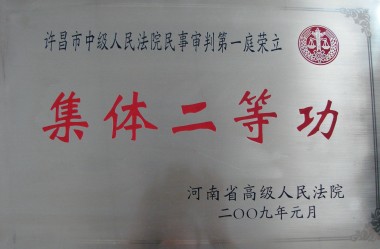 许昌市中级人民法院民事审判第一庭荣立
集体二等功
河南省高级人民法院
二〇〇九年元月